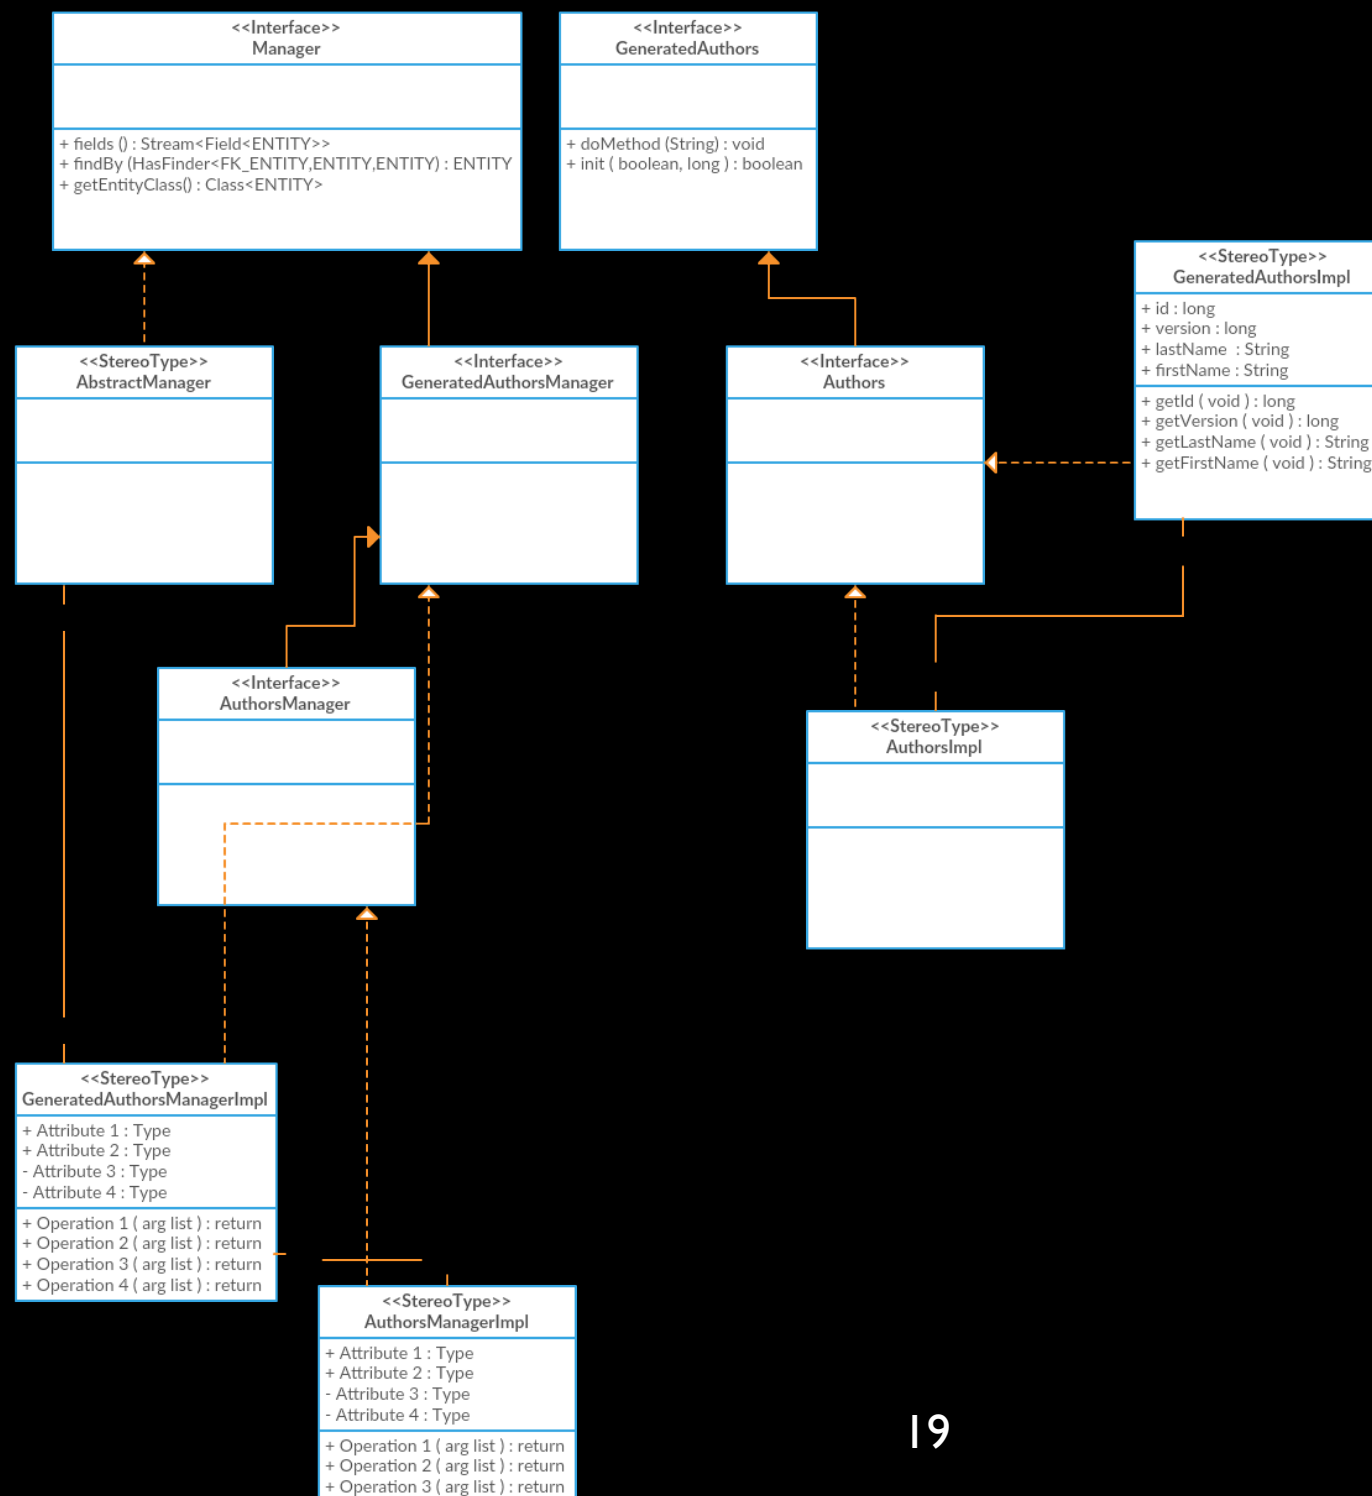 <<Interface>>
Manager
+ fields () : Stream<Field<ENTITY>>
+ findBy (HasFinder<FK_ENTITY,ENTITY,ENTITY) : ENTITY
+ getEntityClass() : Class<ENTITY>
<<Interface>>
GeneratedAuthors
+ doMethod (String) : void
+ init ( boolean, long ) : boolean
<<StereoType>>
GeneratedAuthorsImpl
+ id : long
+ version : long
+ lastName : String
+ firstName : String
+ getId ( void ) : long
+ getVersion ( void ) : long
+ getLastName ( void ) : String
+ getFirstName ( void ) : String
<<StereoType>>
AbstractManager
<<Interface>>
GeneratedAuthorsManager
<<Interface>>
Authors
<<Interface>>
AuthorsManager
<<StereoType>>
AuthorsImpl
<<StereoType>>
GeneratedAuthorsManagerImpl
+ Attribute 1 : Type
+ Attribute 2 : Type
- Attribute 3 : Type
- Attribute 4 : Type
+ Operation 1 ( arg list ) : return
+ Operation 2 ( arg list ) : return
+ Operation 3 ( arg list ) : return
+ Operation 4 ( arg list ) : return
<<StereoType>>
AuthorsManagerImpl
+ Attribute 1 : Type
+ Attribute 2 : Type
- Attribute 3 : Type
- Attribute 4 : Type
+ Operation 1 ( arg list ) : return
+ Operation 2 ( arg list ) : return
+ Operation 3 ( arg list ) : return
19